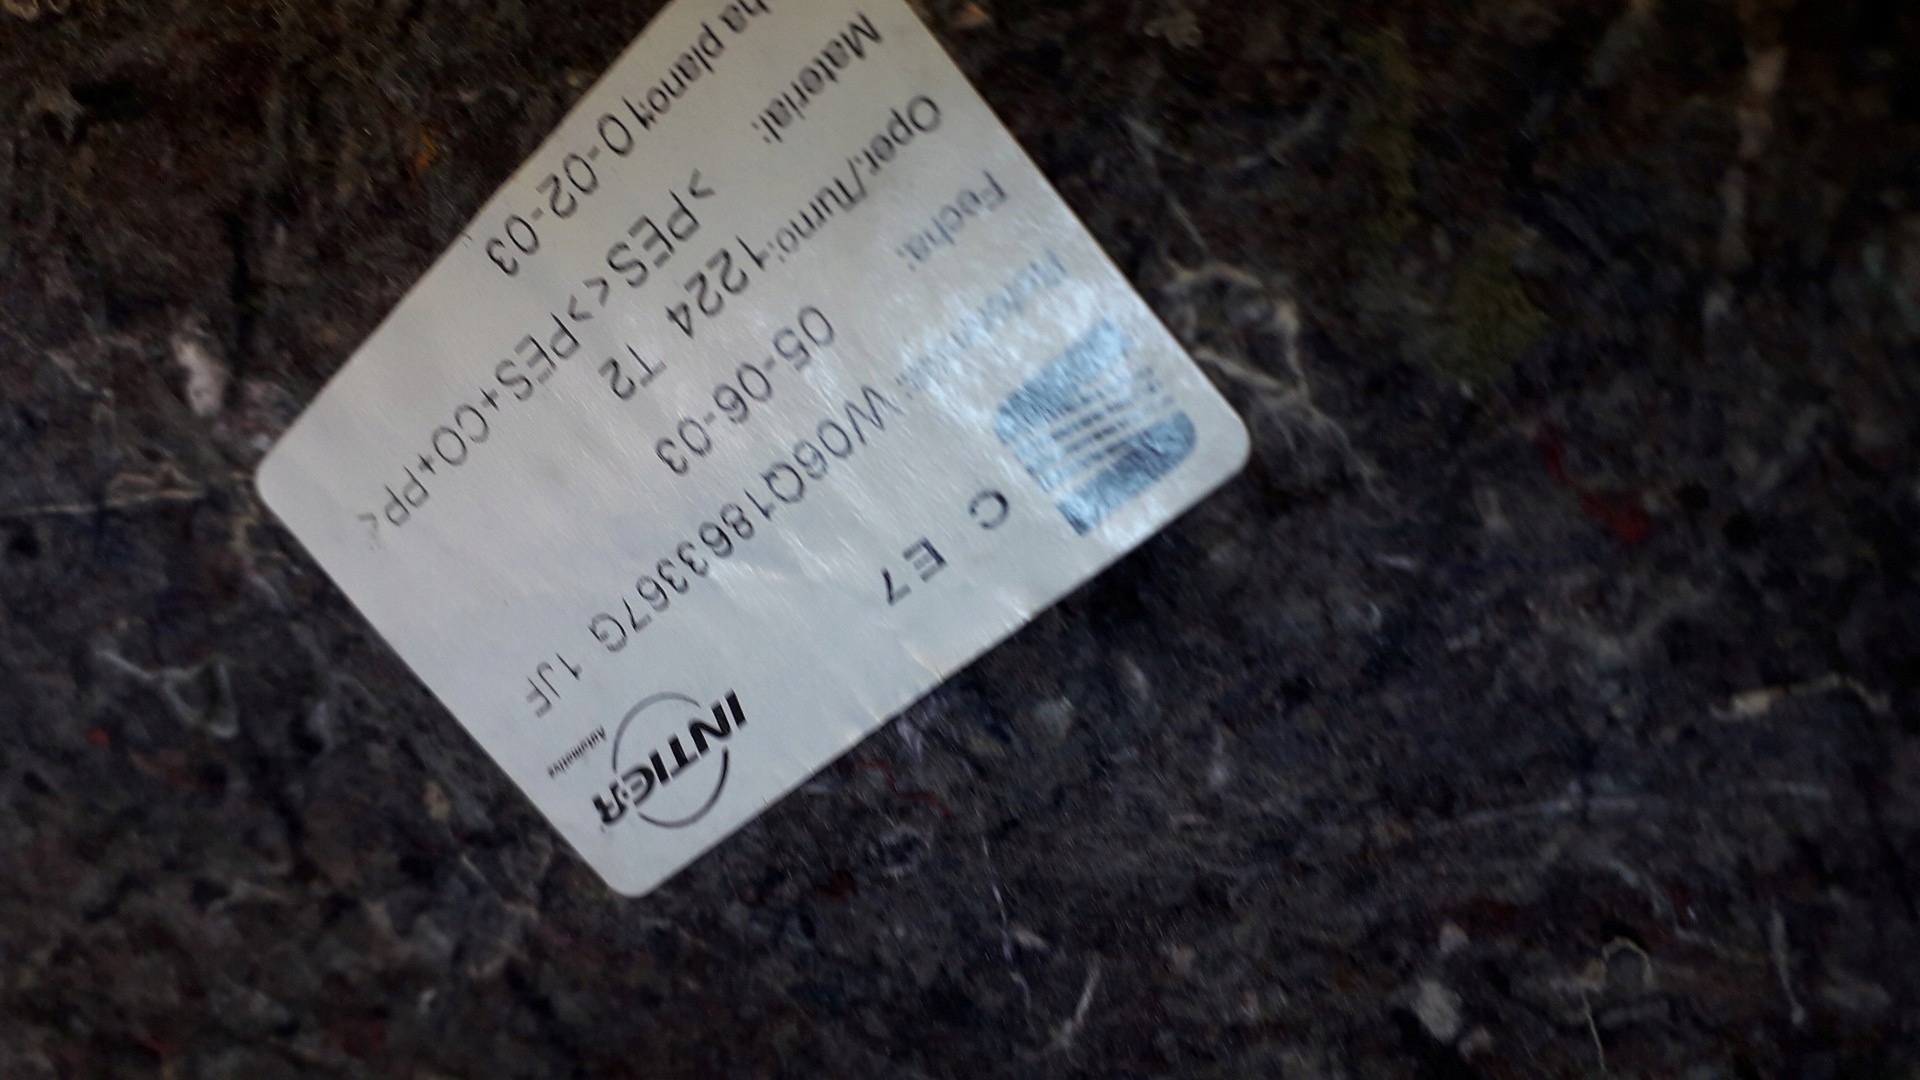 INTIER
Automotive
C E7
W06Q1863367G 1JF
Fecha: 05-06-03
Oper./Turno: 1224 T2
Material: >PES<>PES+CO+PP<
ha plano: 10-02-03